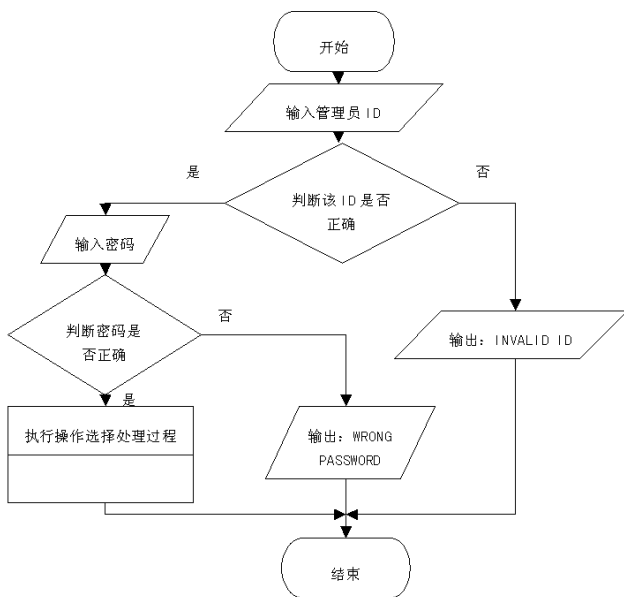 开始
输入管理员ID
是
否
判断该ID是否
正确
输入密码
否
判断密码是
否正确
输出：INVALID ID
是
执行操作选择处理过程
输出：WRONG
PASSWORD
结束